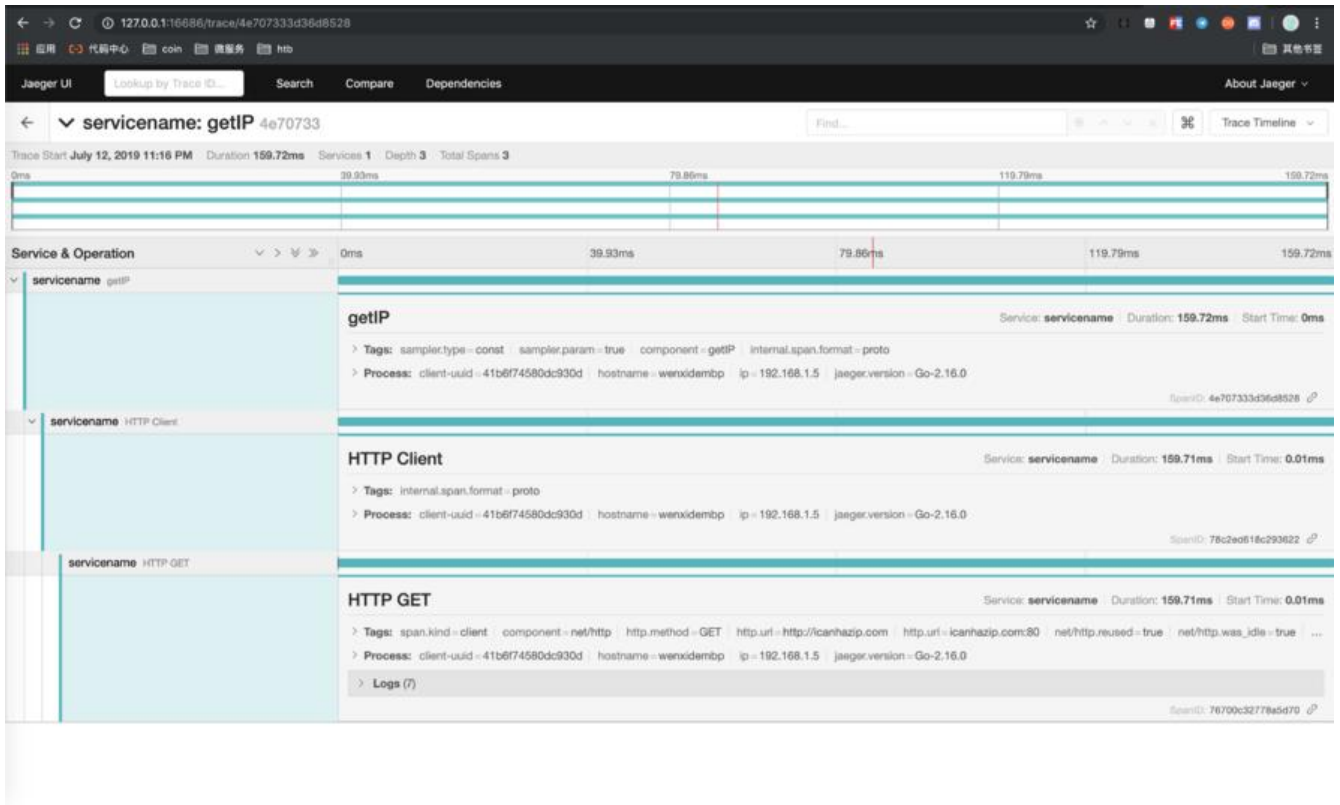 127.0.0.1:16686/trace/4e707333d36d8528
应用 代码中心 coin 微服务 htb 其他书签
Jaeger UI Lookup by Trace ID... Search Compare Dependencies About Jaeger
servicename: getIP 4e70733 Find... Trace Timeline
Trace Start July 12, 2019 11:16 PM Duration 159.72ms Services 1 Depth 3 Total Spans 3
0ms 39.93ms 79.86ms 119.79ms 159.72ms
Service & Operation 0ms 39.93ms 79.86ms 119.79ms 159.72ms
servicename getIP
getIP Service: servicename Duration: 159.72ms Start Time: 0ms
Tags: sampler.type=const sampler.param=true component=getIP internal.span.format=proto
Process: client-uuid=41b6f74580dc930d hostname=wenxidembp ip=192.168.1.5 jaeger.version=Go-2.16.0
SpanID: 4e707333d36d8528
servicename HTTP Client
HTTP Client Service: servicename Duration: 159.71ms Start Time: 0.01ms
Tags: internal.span.format=proto
Process: client-uuid=41b6f74580dc930d hostname=wenxidembp ip=192.168.1.5 jaeger.version=Go-2.16.0
SpanID: 78c2ed618c293622
servicename HTTP GET
HTTP GET Service: servicename Duration: 159.71ms Start Time: 0.01ms
Tags: span.kind=client component=net/http http.method=GET http.url=http://icanhazip.com http.url=icanhazip.com:80 net/http.reused=true net/http.was_idle=true ...
Process: client-uuid=41b6f74580dc930d hostname=wenxidembp ip=192.168.1.5 jaeger.version=Go-2.16.0
Logs (7)
SpanID: 76700c32778a5d70